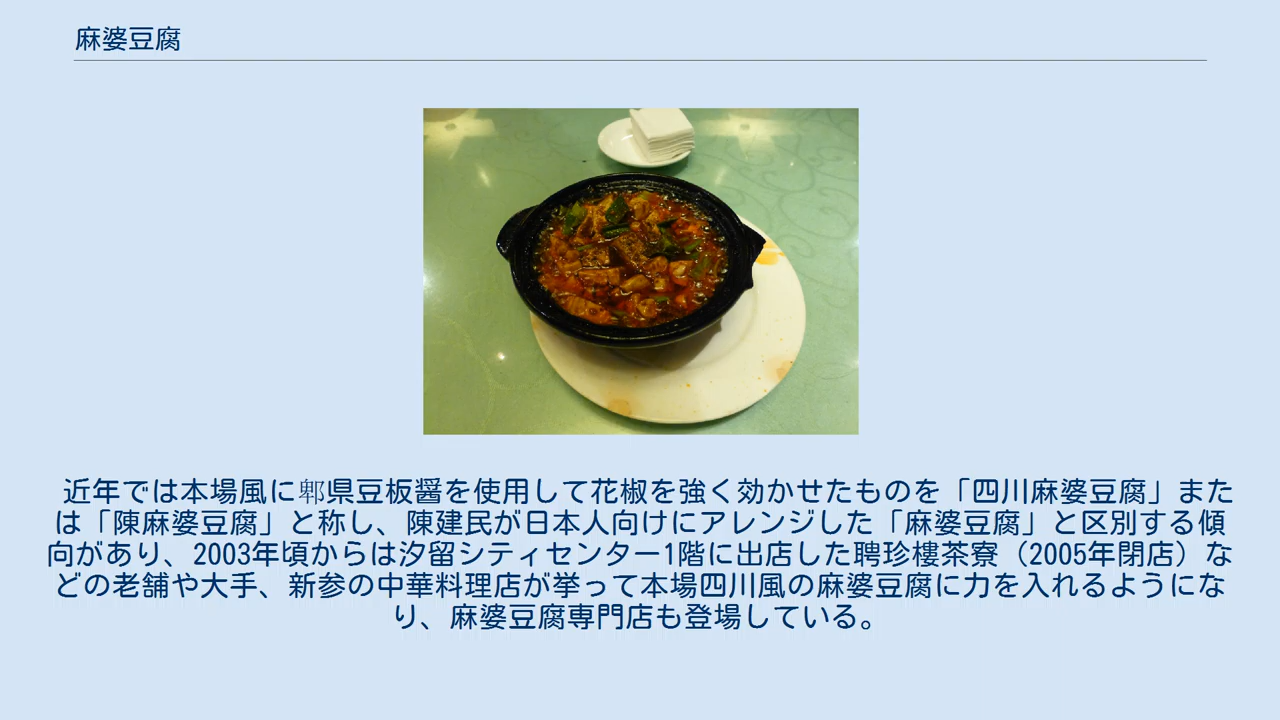 麻婆豆腐
近年では本場風に郫県豆板醤を使用して花椒を強く効かせたものを「四川麻婆豆腐」また
は「陳麻婆豆腐」と称し、陳建民が日本人向けにアレンジした「麻婆豆腐」と区別する傾
向があり、2003年頃からは汐留シティセンター1階に出店した聘珍樓茶寮（2005年閉店）な
どの老舗や大手、新参の中華料理店が挙って本場四川風の麻婆豆腐に力を入れるようにな
り、麻婆豆腐専門店も登場している。